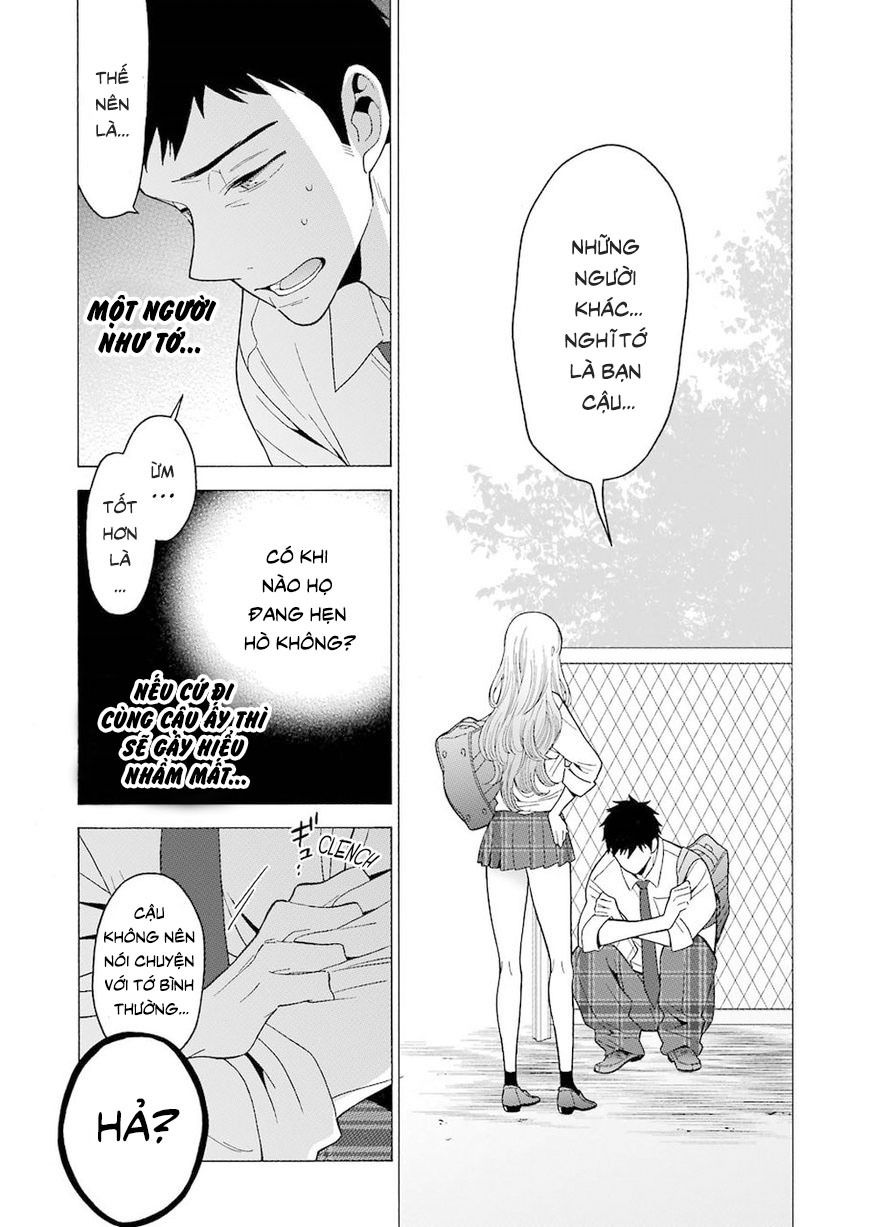 NHỮNG
NGƯỜI
KHÁC...
NGHĨ TỚ
LÀ BẠN
CẬU...
THẾ
NÊN
LÀ...
MỘT NGƯỜI
NHƯ TỚ...
ỪM
...
TỐT
HƠN
LÀ
...
CÓ KHI
NÀO HỌ
ĐANG HẸN
HÒ KHÔNG?
NẾU CỨ ĐI
CÙNG CẬU ẤY THÌ
SẼ GÂY HIỂU
NHẦM MẤT...
ギュ
CLENCH
CẬU
KHÔNG NÊN
NÓI CHUYỆN
VỚI TỚ BÌNH
THƯỜNG...
HẢ?